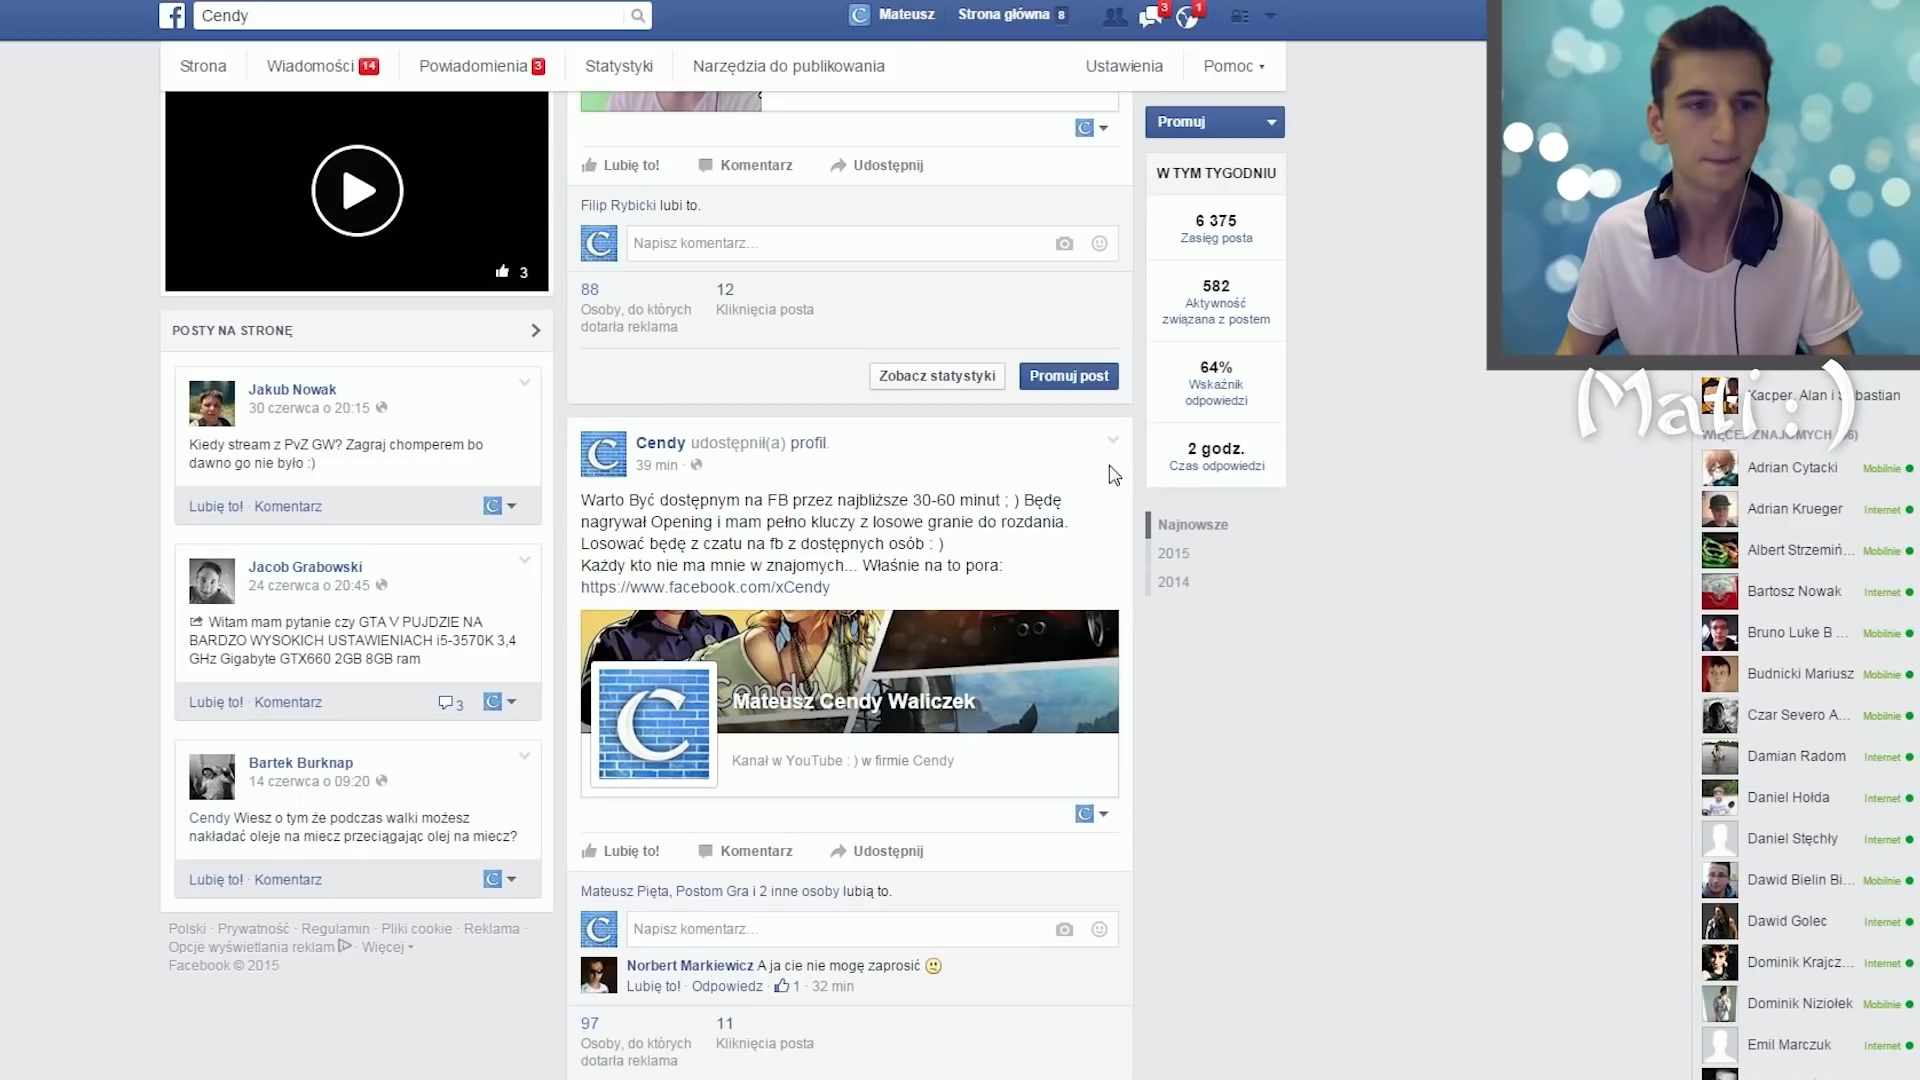 Cendy
Mateusz
Strona główna 8
3
1
Strona
Wiadomości 14
Powiadomienia 3
Statystyki
Narzędzia do publikowania
Ustawienia
Pomoc
3
POSTY NA STRONĘ
Jakub Nowak
30 czerwca o 20:15
Kiedy stream z PvZ GW? Zagraj chomperem bo
dawno go nie było :)
Lubię to! · Komentarz
Jacob Grabowski
24 czerwca o 20:45
Witam mam pytanie czy GTA V PUJDZIE NA
BARDZO WYSOKICH USTAWIENIACH i5-3570K 3,4
GHz Gigabyte GTX660 2GB 8GB ram
Lubię to! · Komentarz
3
Bartek Burknap
14 czerwca o 09:20
Cendy Wiesz o tym że podczas walki możesz
nakładać oleje na miecz przeciągając olej na miecz?
Lubię to! · Komentarz
Polski · Prywatność · Regulamin · Pliki cookie · Reklama ·
Opcje wyświetlania reklam · Więcej
Facebook © 2015
Lubię to! Komentarz Udostępnij
Filip Rybicki lubi to.
Napisz komentarz...
88
12
Osoby, do których
dotarła reklama
Kliknięcia posta
Zobacz statystyki
Promuj post
Cendy udostępnił(a) profil.
39 min ·
Warto Być dostępnym na FB przez najbliższe 30-60 minut ; ) Będę
nagrywał Opening i mam pełno kluczy z losowe granie do rozdania.
Losować będę z czatu na fb z dostępnych osób : )
Każdy kto nie ma mnie w znajomych... Właśnie na to pora:
https://www.facebook.com/xCendy
Cendy
Mateusz Cendy Waliczek
Kanał w YouTube : ) w firmie Cendy
Lubię to! Komentarz Udostępnij
Mateusz Pięta, Postom Gra i 2 inne osoby lubią to.
Napisz komentarz...
Norbert Markiewicz A ja cie nie mogę zaprosić
Lubię to! · Odpowiedz · 1 · 32 min
97
11
Osoby, do których
dotarła reklama
Kliknięcia posta
Promuj
W TYM TYGODNIU
6 375
Zasięg posta
582
Aktywność
związana z postem
64%
Wskaźnik
odpowiedzi
2 godz.
Czas odpowiedzi
Najnowsze
2015
2014
Mati : )
Kacper, Alan i Sebastian
WIĘCEJ ZNAJOMYCH
Adrian Cytacki Mobilnie
Adrian Krueger Internet
Albert Strzemiń... Mobilnie
Bartosz Nowak Internet
Bruno Luke B ... Mobilnie
Budnicki Mariusz Mobilnie
Czar Severo A... Mobilnie
Damian Radom Internet
Daniel Hołda Internet
Daniel Stęchły Internet
Dawid Bielin Bi... Mobilnie
Dawid Golec Internet
Dominik Krajcz... Internet
Dominik Niziołek Mobilnie
Emil Marczuk Internet